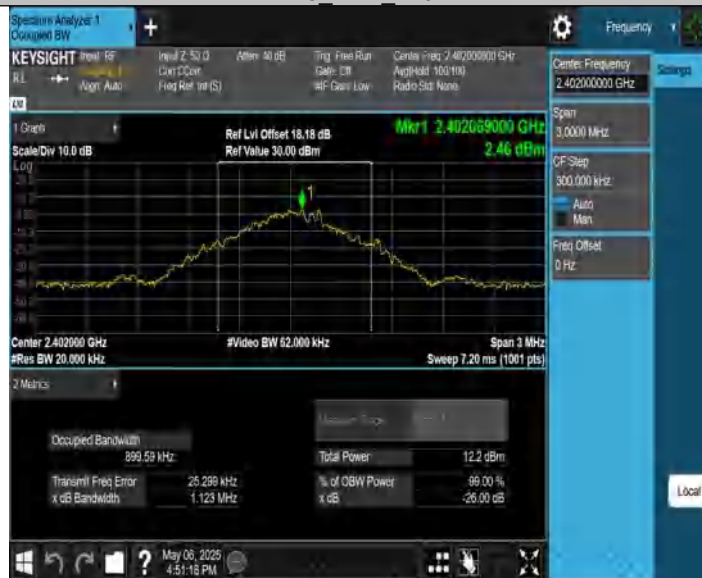 Spectrum Analyzer 1
Occupied BW
+
Frequency
KEYSIGHT Input: RF
RL
Align: Auto
Input Z: 50 Ω
Corr CCorr
Freq Ref: Int (S)
Atten: 40 dB
Trig: Free Run
Gate: Off
#IF Gain: Low
Center Freq: 2.402000000 GHz
Avg|Hold: 100/100
Radio Std: None
Center Frequency
2.402000000 GHz
Settings
Span
3.0000 MHz
CF Step
300.000 kHz
Auto
Man
Freq Offset
0 Hz
Local
1 Graph
Scale/Div 10.0 dB
Log
Ref Lvl Offset 18.18 dB
Ref Value 30.00 dBm
Mkr1 2.402069000 GHz
2.46 dBm
1
Center 2.402000 GHz
#Res BW 20.000 kHz
#Video BW 62.000 kHz
Span 3 MHz
Sweep 7.20 ms (1001 pts)
2 Metrics
Occupied Bandwidth
899.59 kHz
Transmit Freq Error 25.299 kHz
x dB Bandwidth 1.123 MHz
Total Power 12.2 dBm
% of OBW Power 99.00 %
x dB -26.00 dB
?
May 06, 2025
4:51:18 PM